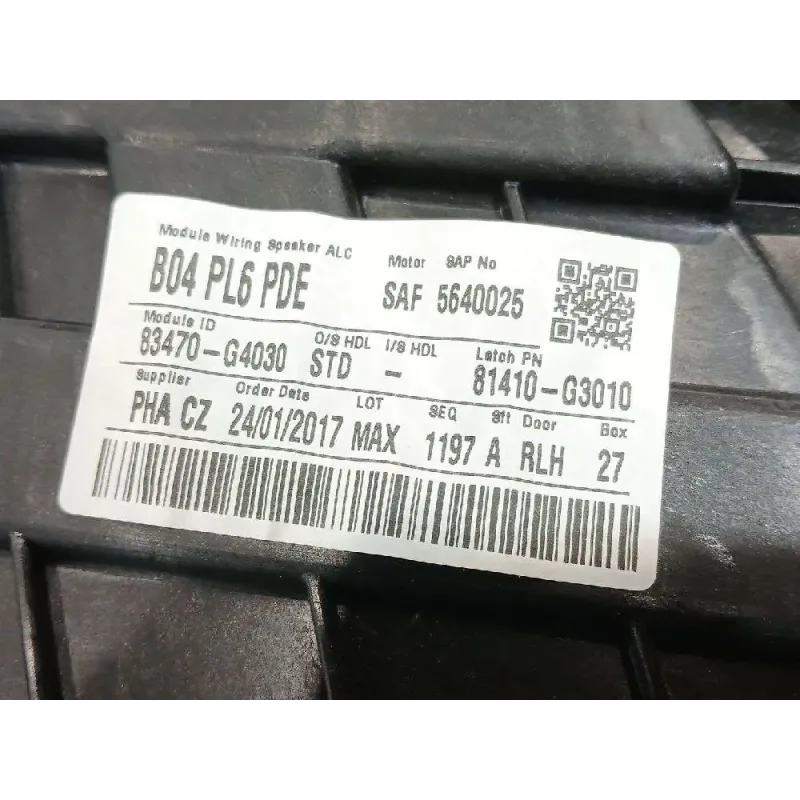 Module Wiring Speaker ALC Motor SAP No
B04 PL6 PDE SAF 5640025
Module ID O/S HDL I/S HDL Latch PN
83470-G4030 STD - 81410-G3010
Supplier Order Date LOT SEQ Sft Door Box
PHA CZ 24/01/2017 MAX 1197 A RLH 27